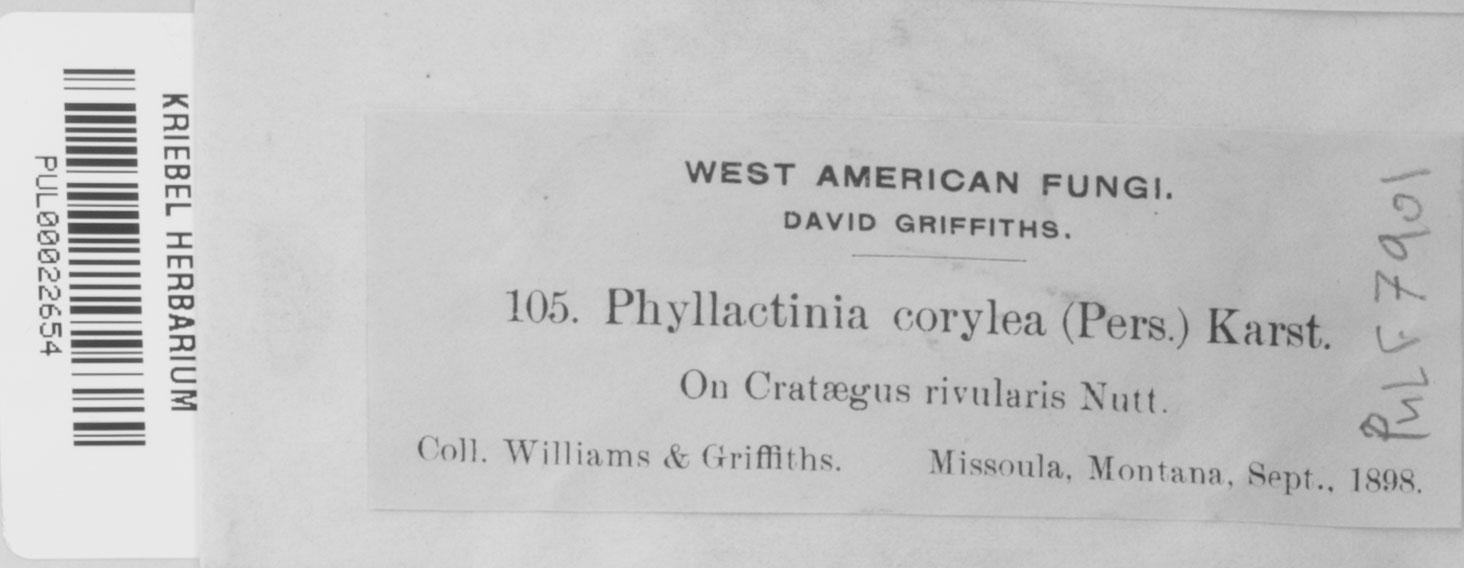 KRIEBEL HERBARIUM
PUL00022654
WEST AMERICAN FUNGI.
DAVID GRIFFITHS.
105. Phyllactinia corylea (Pers.) Karst.
On Cratægus rivularis Nutt.
Coll. Williams & Griffiths. Missoula, Montana, Sept., 1898.
PUL F 7901